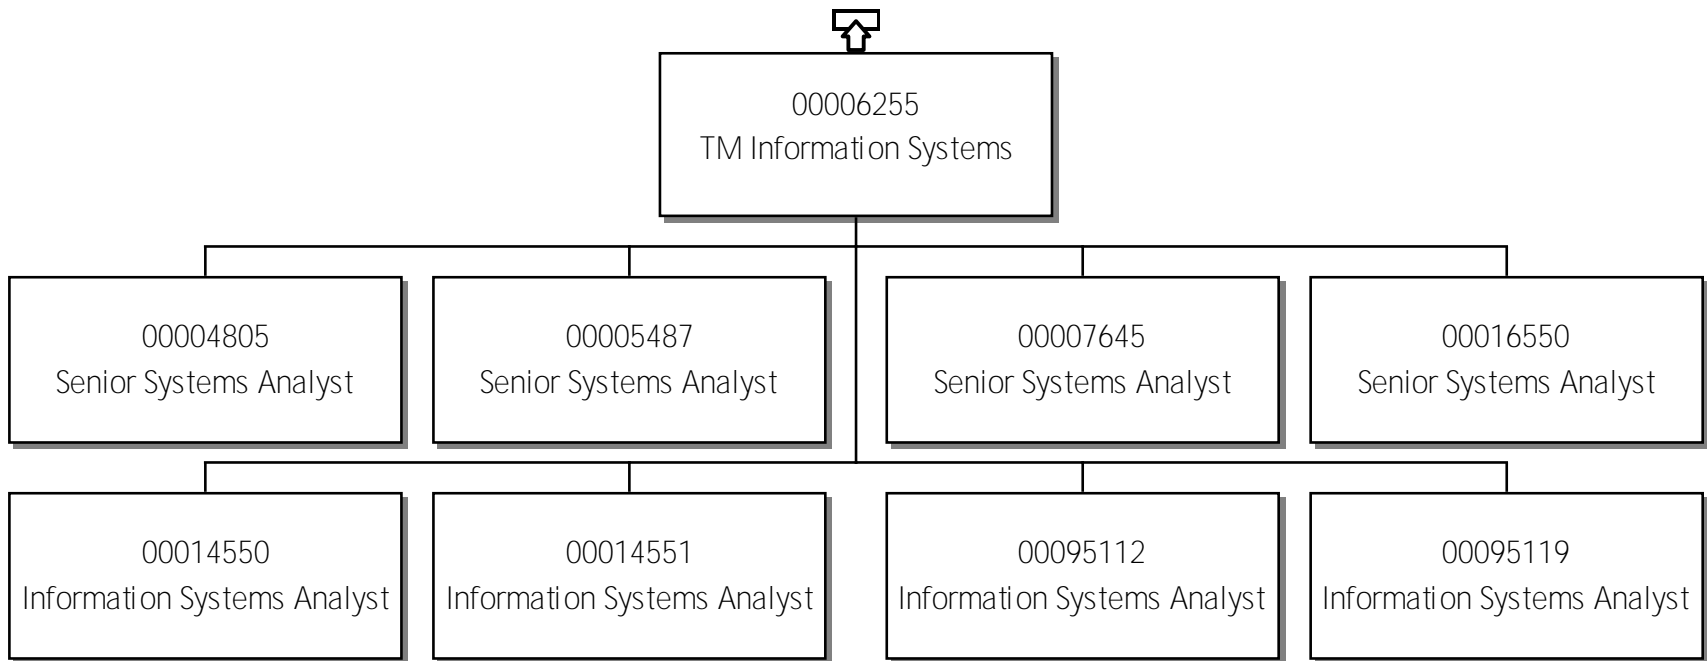 00006255
TM Information Systems
00004805
Senior Systems Analyst
00005487
Senior Systems Analyst
00007645
Senior Systems Analyst
00016550
Senior Systems Analyst
00014550
Information Systems Analyst
00014551
Information Systems Analyst
00095112
Information Systems Analyst
00095119
Information Systems Analyst